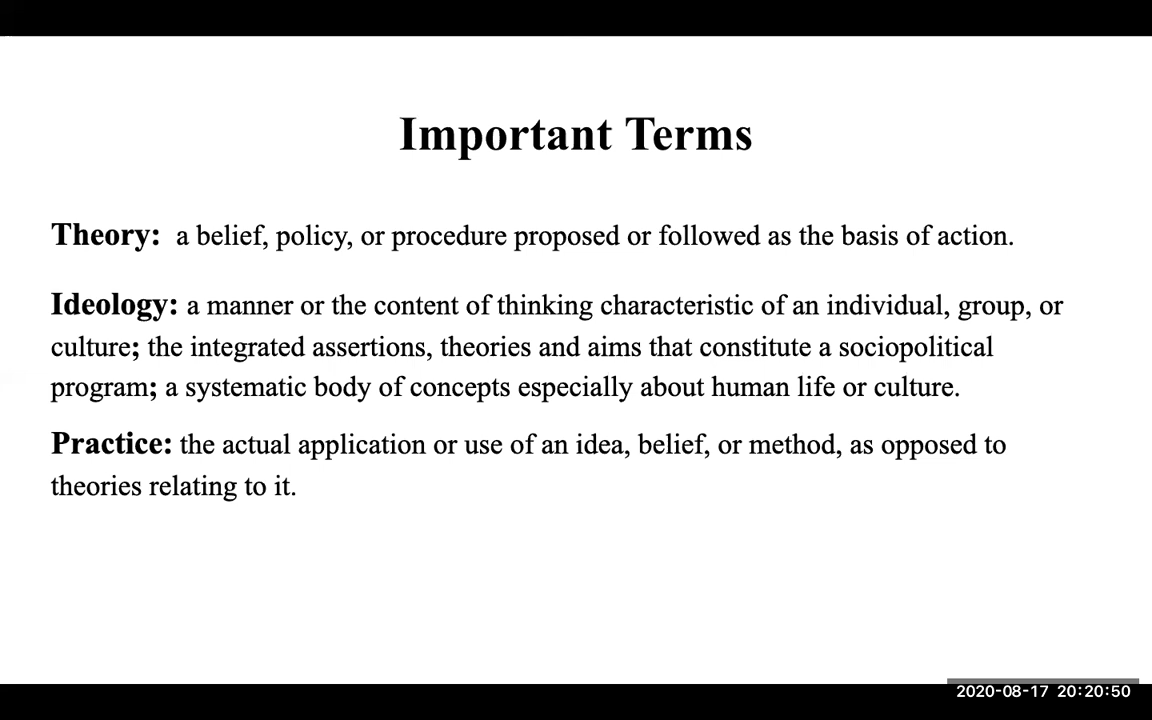 Important Terms
Theory: a belief, policy, or procedure proposed or followed as the basis of action.
Ideology: a manner or the content of thinking characteristic of an individual, group, or
culture; the integrated assertions, theories and aims that constitute a sociopolitical
program; a systematic body of concepts especially about human life or culture.
Practice: the actual application or use of an idea, belief, or method, as opposed to
theories relating to it.
2020-08-17 20:20:50